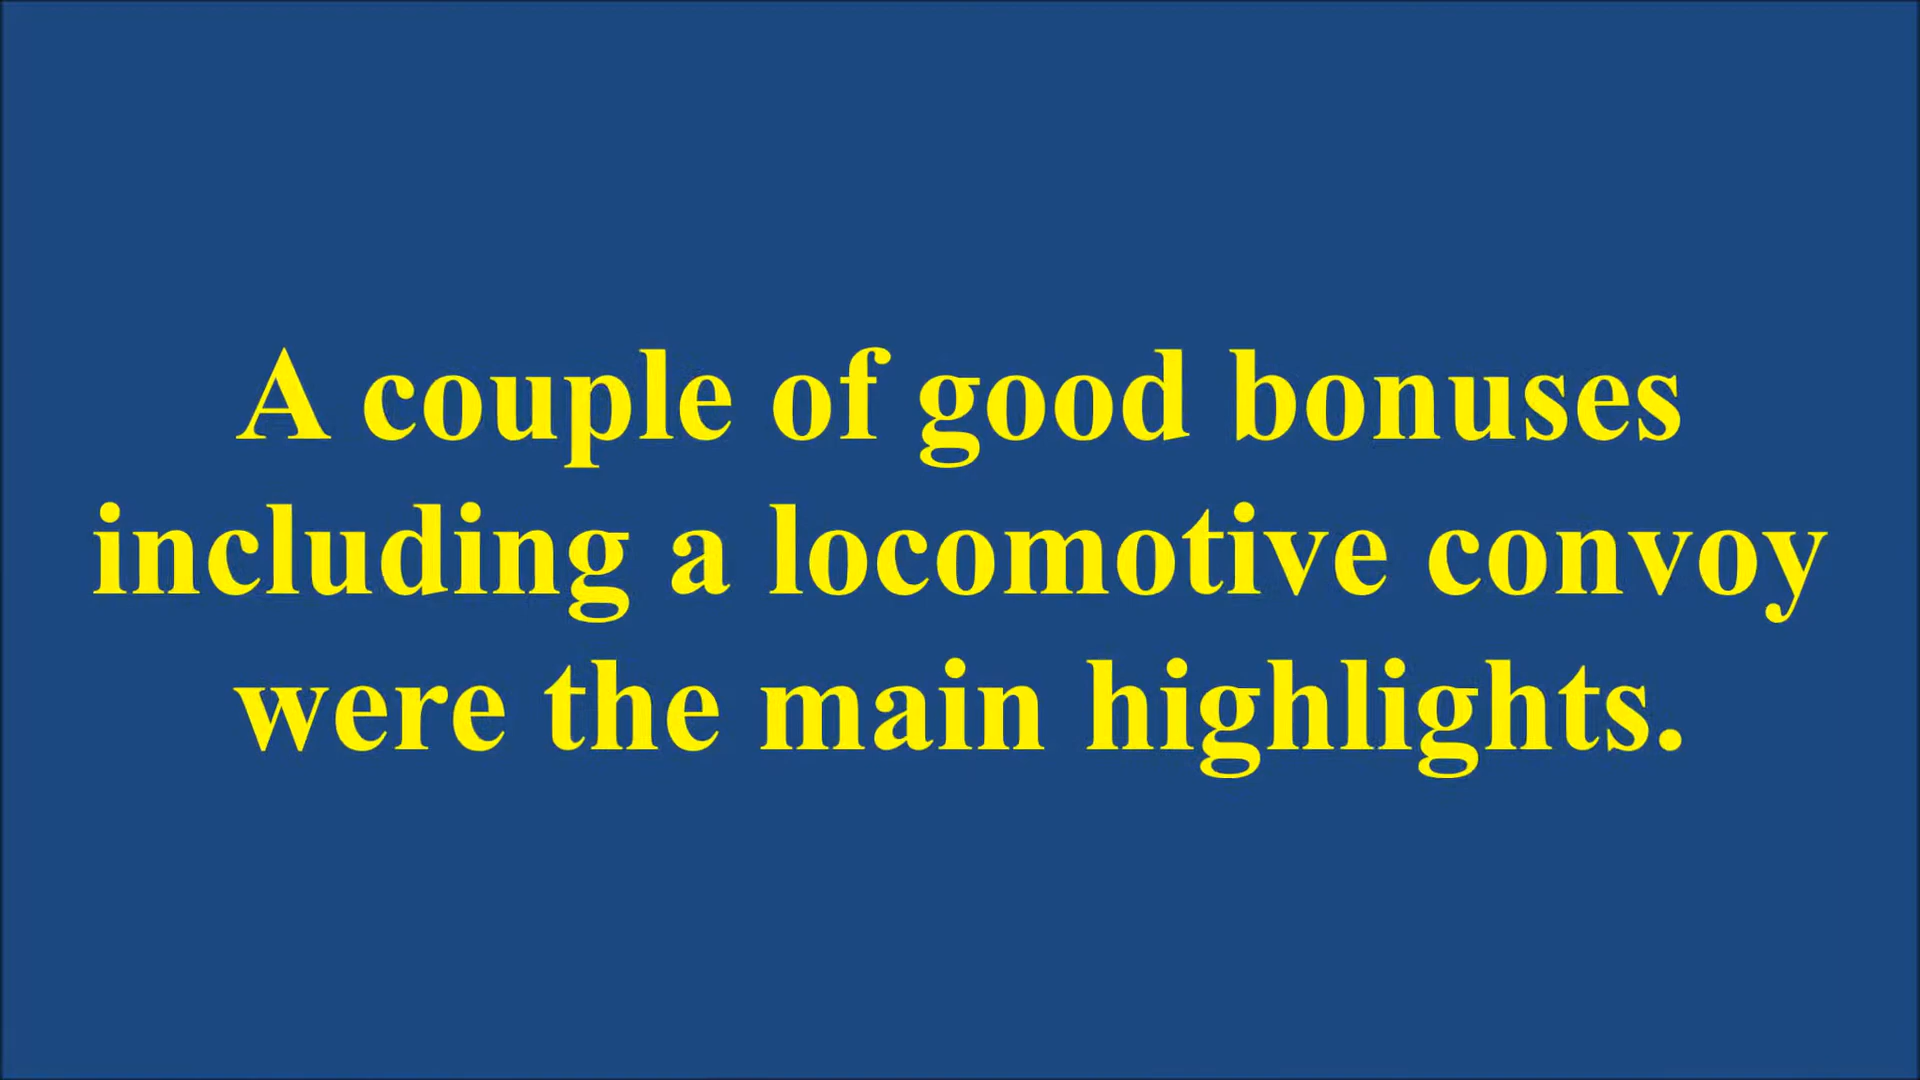 A couple of good bonuses
including a locomotive convoy
were the main highlights.